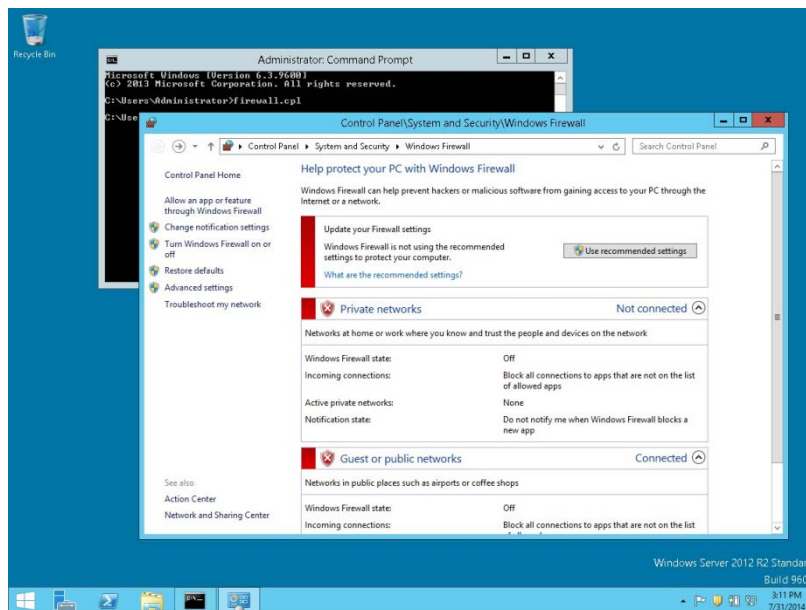 Recycle Bin
Administrator: Command Prompt
Microsoft Windows [Version 6.3.9600]
(c) 2013 Microsoft Corporation. All rights reserved.
C:\Users\Administrator>firewall.cpl
C:\Use
Control Panel\System and Security\Windows Firewall
Control Panel System and Security Windows Firewall
Search Control Panel
Control Panel Home
Allow an app or feature
through Windows Firewall
Change notification settings
Turn Windows Firewall on or
off
Restore defaults
Advanced settings
Troubleshoot my network
See also
Action Center
Network and Sharing Center
Help protect your PC with Windows Firewall
Windows Firewall can help prevent hackers or malicious software from gaining access to your PC through the
Internet or a network.
Update your Firewall settings
Windows Firewall is not using the recommended
settings to protect your computer.
Use recommended settings
What are the recommended settings?
Private networks Not connected
Networks at home or work where you know and trust the people and devices on the network
Windows Firewall state: Off
Incoming connections: Block all connections to apps that are not on the list
of allowed apps
Active private networks: None
Notification state: Do not notify me when Windows Firewall blocks a
new app
Guest or public networks Connected
Networks in public places such as airports or coffee shops
Windows Firewall state: Off
Incoming connections: Block all connections to apps that are not on the list
Windows Server 2012 R2 Standar
Build 960
3:11 PM
7/31/201